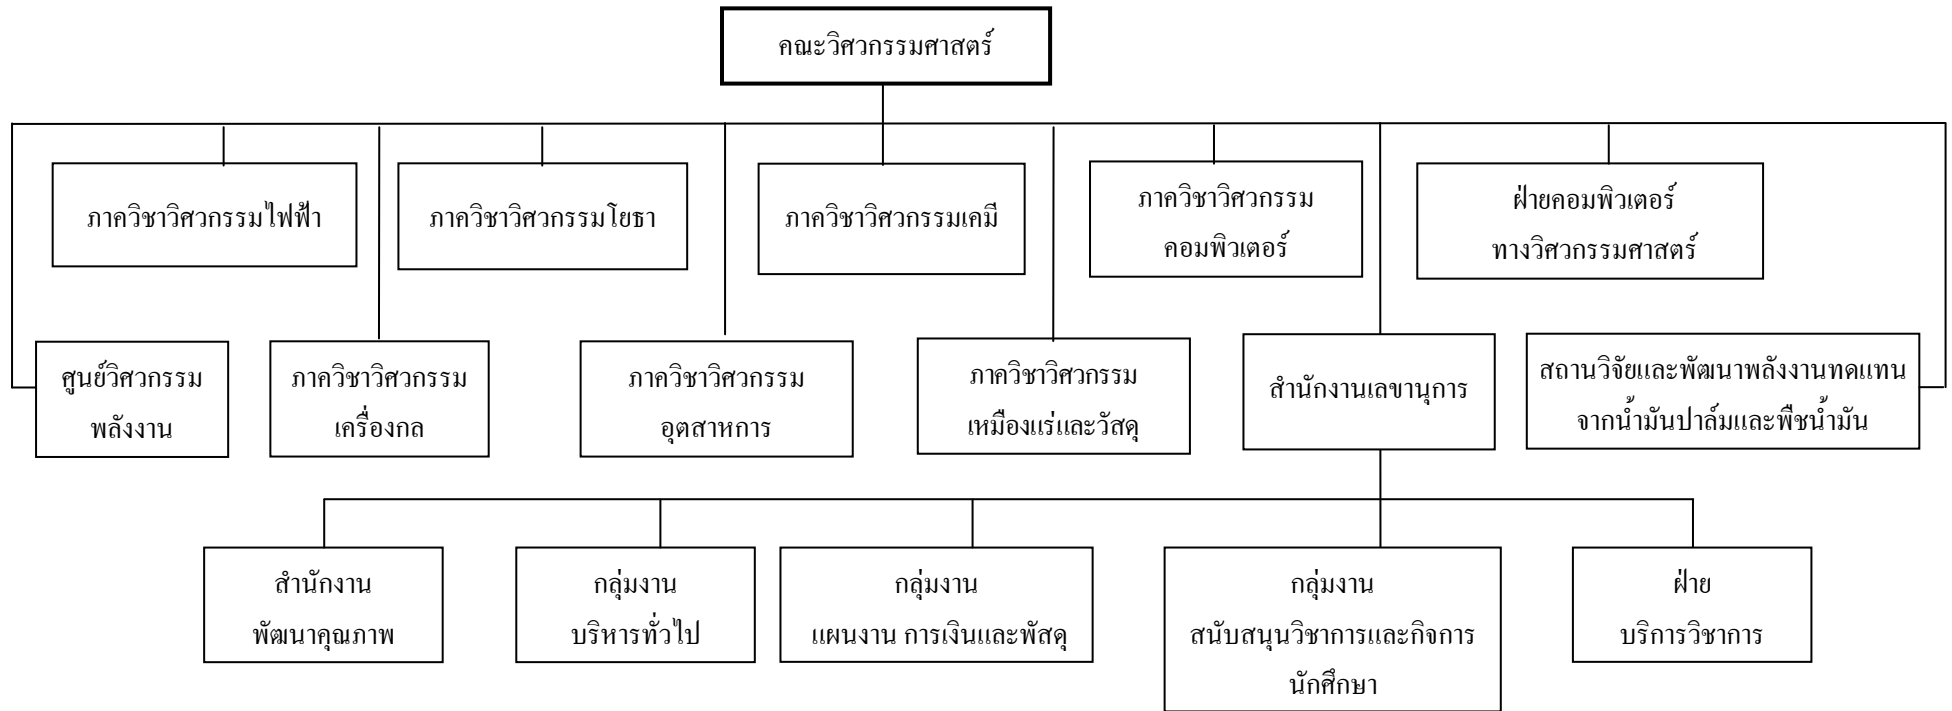 คณะวิศวกรรมศาสตร์
ภาควิชาวิศวกรรมไฟฟ้า
ภาควิชาวิศวกรรมโยธา
ภาควิชาวิศวกรรมเคมี
ภาควิชาวิศวกรรม
คอมพิวเตอร์
ฝ่ายคอมพิวเตอร์
ทางวิศวกรรมศาสตร์
ศูนย์วิศวกรรม
พลังงาน
ภาควิชาวิศวกรรม
เครื่องกล
ภาควิชาวิศวกรรม
อุตสาหการ
ภาควิชาวิศวกรรม
เหมืองแร่และวัสดุ
สำนักงานเลขานุการ
สถานวิจัยและพัฒนาพลังงานทดแทน
จากน้ำมันปาล์มและพืชน้ำมัน
สำนักงาน
พัฒนาคุณภาพ
กลุ่มงาน
บริหารทั่วไป
กลุ่มงาน
แผนงาน การเงินและพัสดุ
กลุ่มงาน
สนับสนุนวิชาการและกิจการ
นักศึกษา
ฝ่าย
บริการวิชาการ